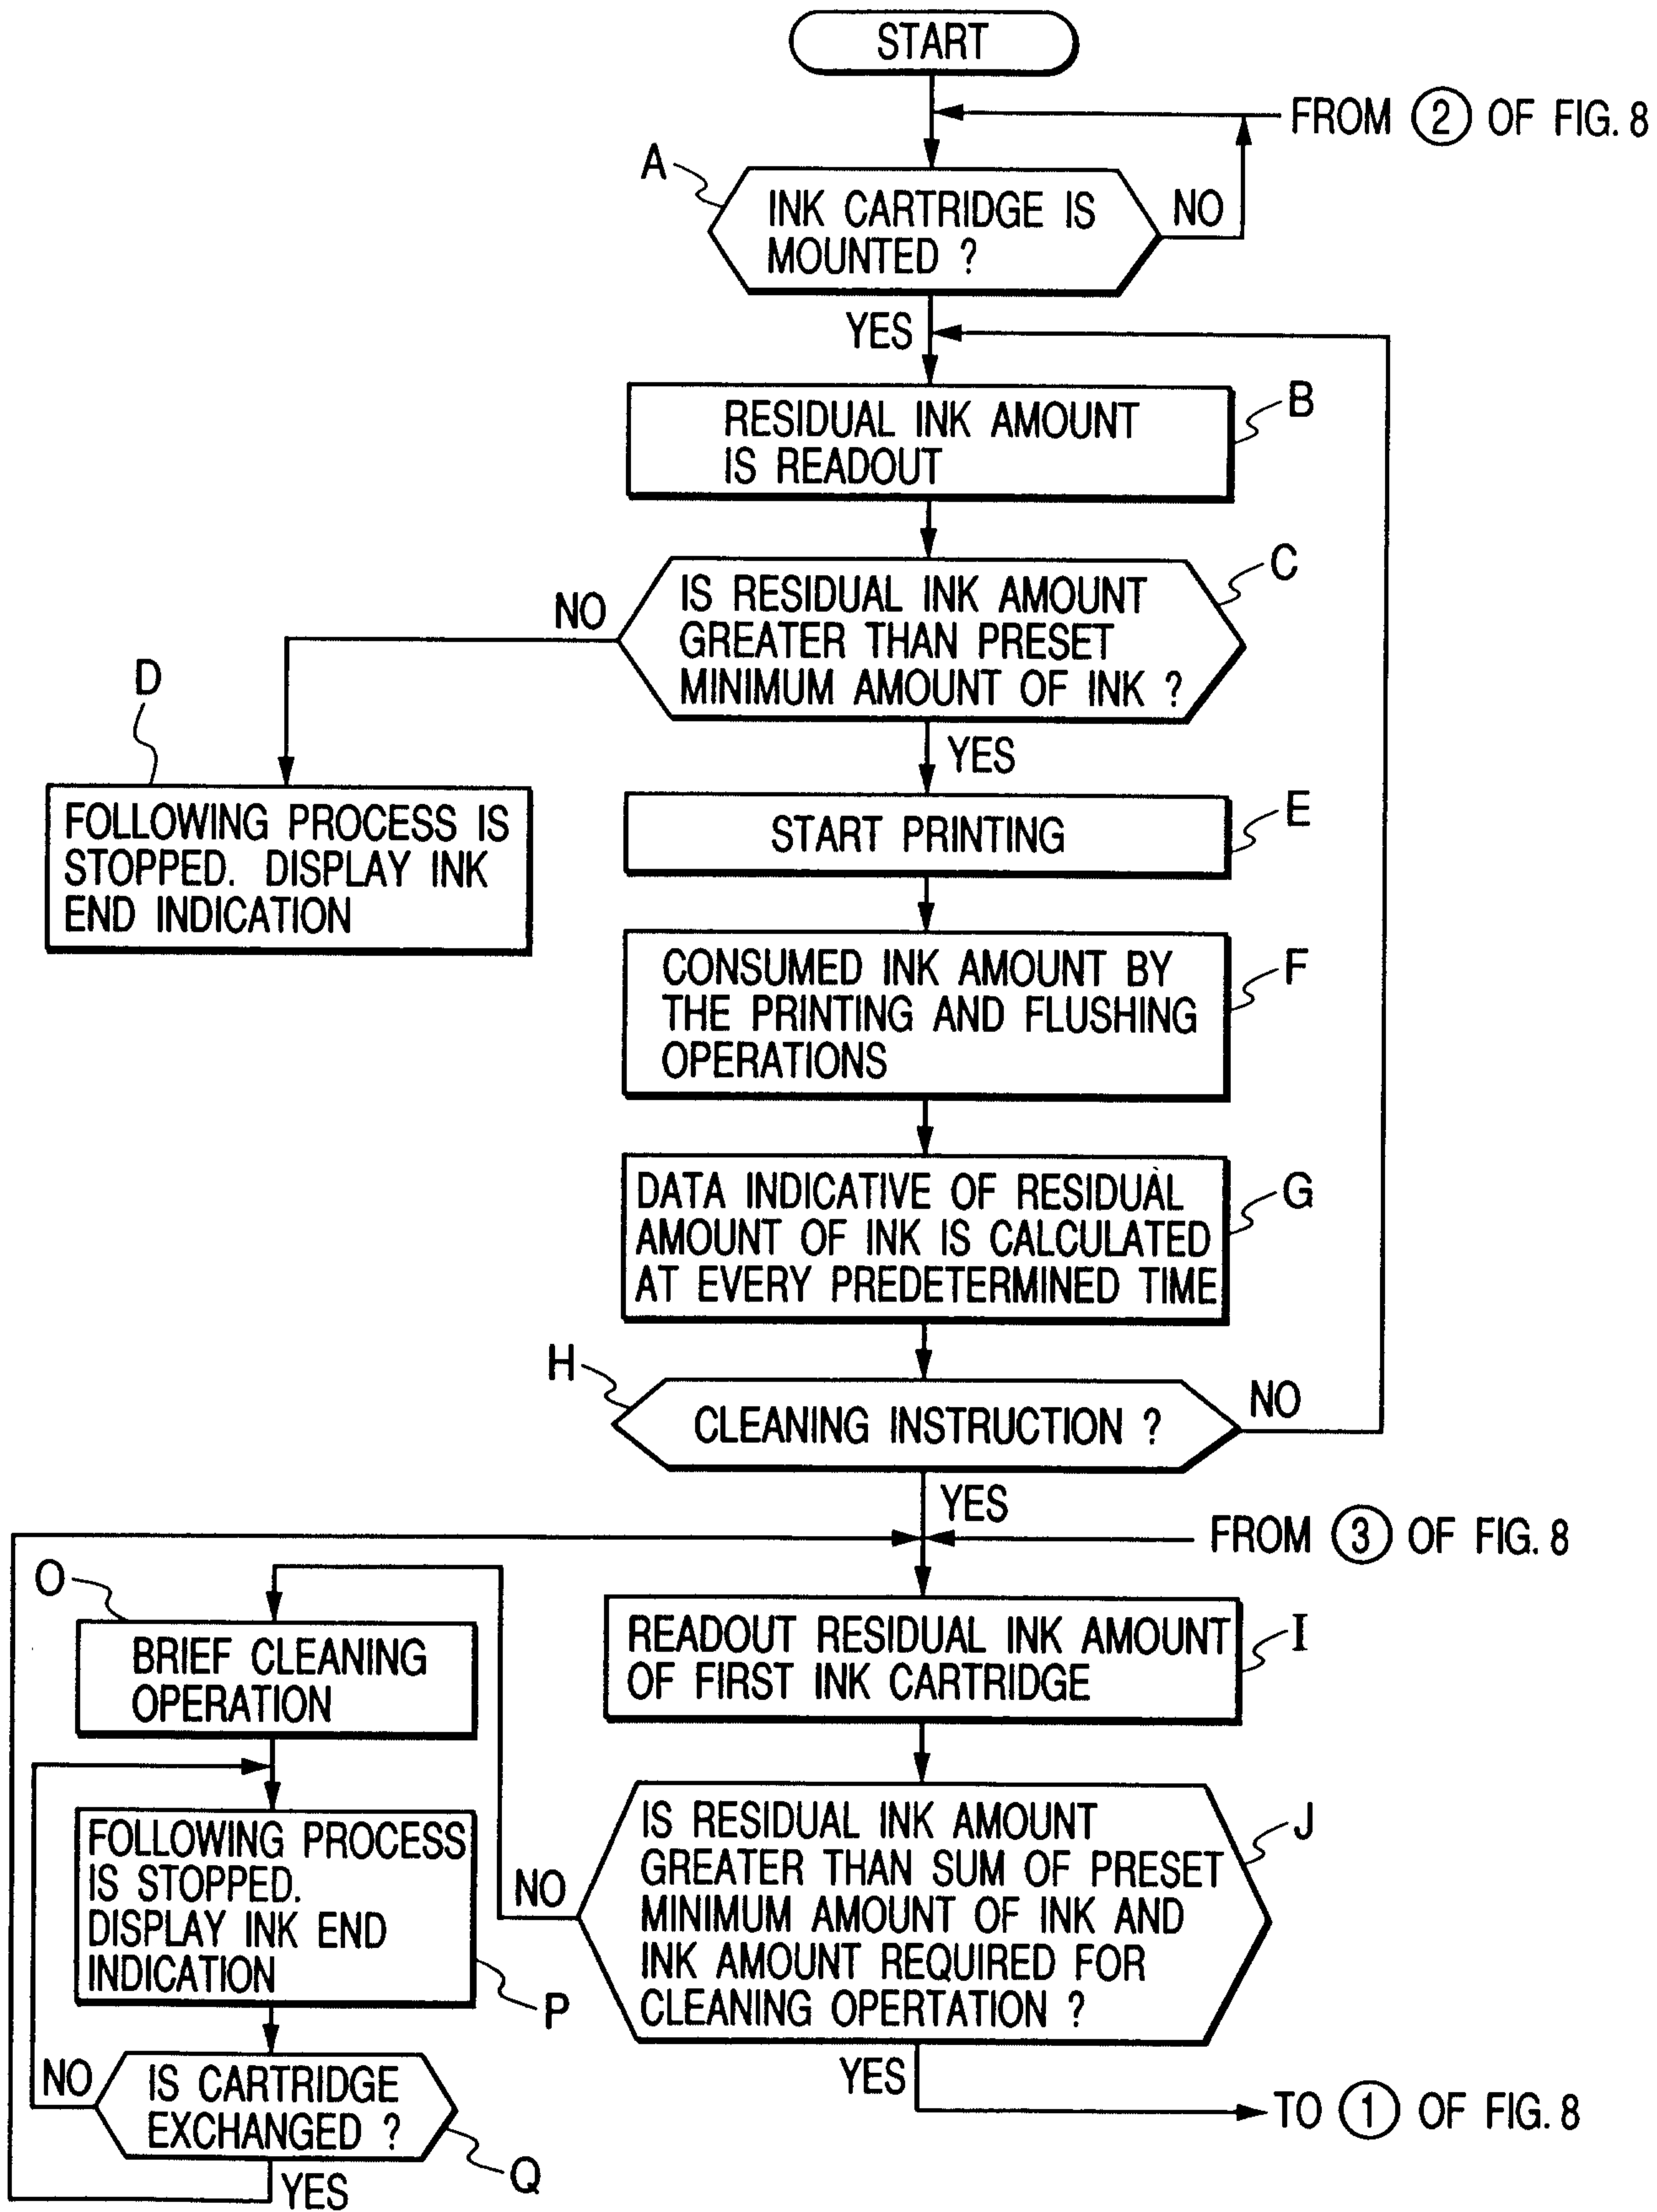 START
FROM 2 OF FIG. 8
A
INK CARTRIDGE IS
MOUNTED ?
NO
YES
B
RESIDUAL INK AMOUNT
IS READOUT
C
IS RESIDUAL INK AMOUNT
GREATER THAN PRESET
MINIMUM AMOUNT OF INK ?
NO
D
YES
FOLLOWING PROCESS IS
STOPPED. DISPLAY INK
END INDICATION
E
START PRINTING
F
CONSUMED INK AMOUNT BY
THE PRINTING AND FLUSHING
OPERATIONS
G
DATA INDICATIVE OF RESIDUAL
AMOUNT OF INK IS CALCULATED
AT EVERY PREDETERMINED TIME
H
CLEANING INSTRUCTION ?
NO
YES
FROM 3 OF FIG. 8
O
BRIEF CLEANING
OPERATION
I
READOUT RESIDUAL INK AMOUNT
OF FIRST INK CARTRIDGE
J
IS RESIDUAL INK AMOUNT
GREATER THAN SUM OF PRESET
MINIMUM AMOUNT OF INK AND
INK AMOUNT REQUIRED FOR
CLEANING OPERTATION ?
NO
FOLLOWING PROCESS
IS STOPPED.
DISPLAY INK END
INDICATION
P
YES
TO 1 OF FIG. 8
NO
IS CARTRIDGE
EXCHANGED ?
Q
YES